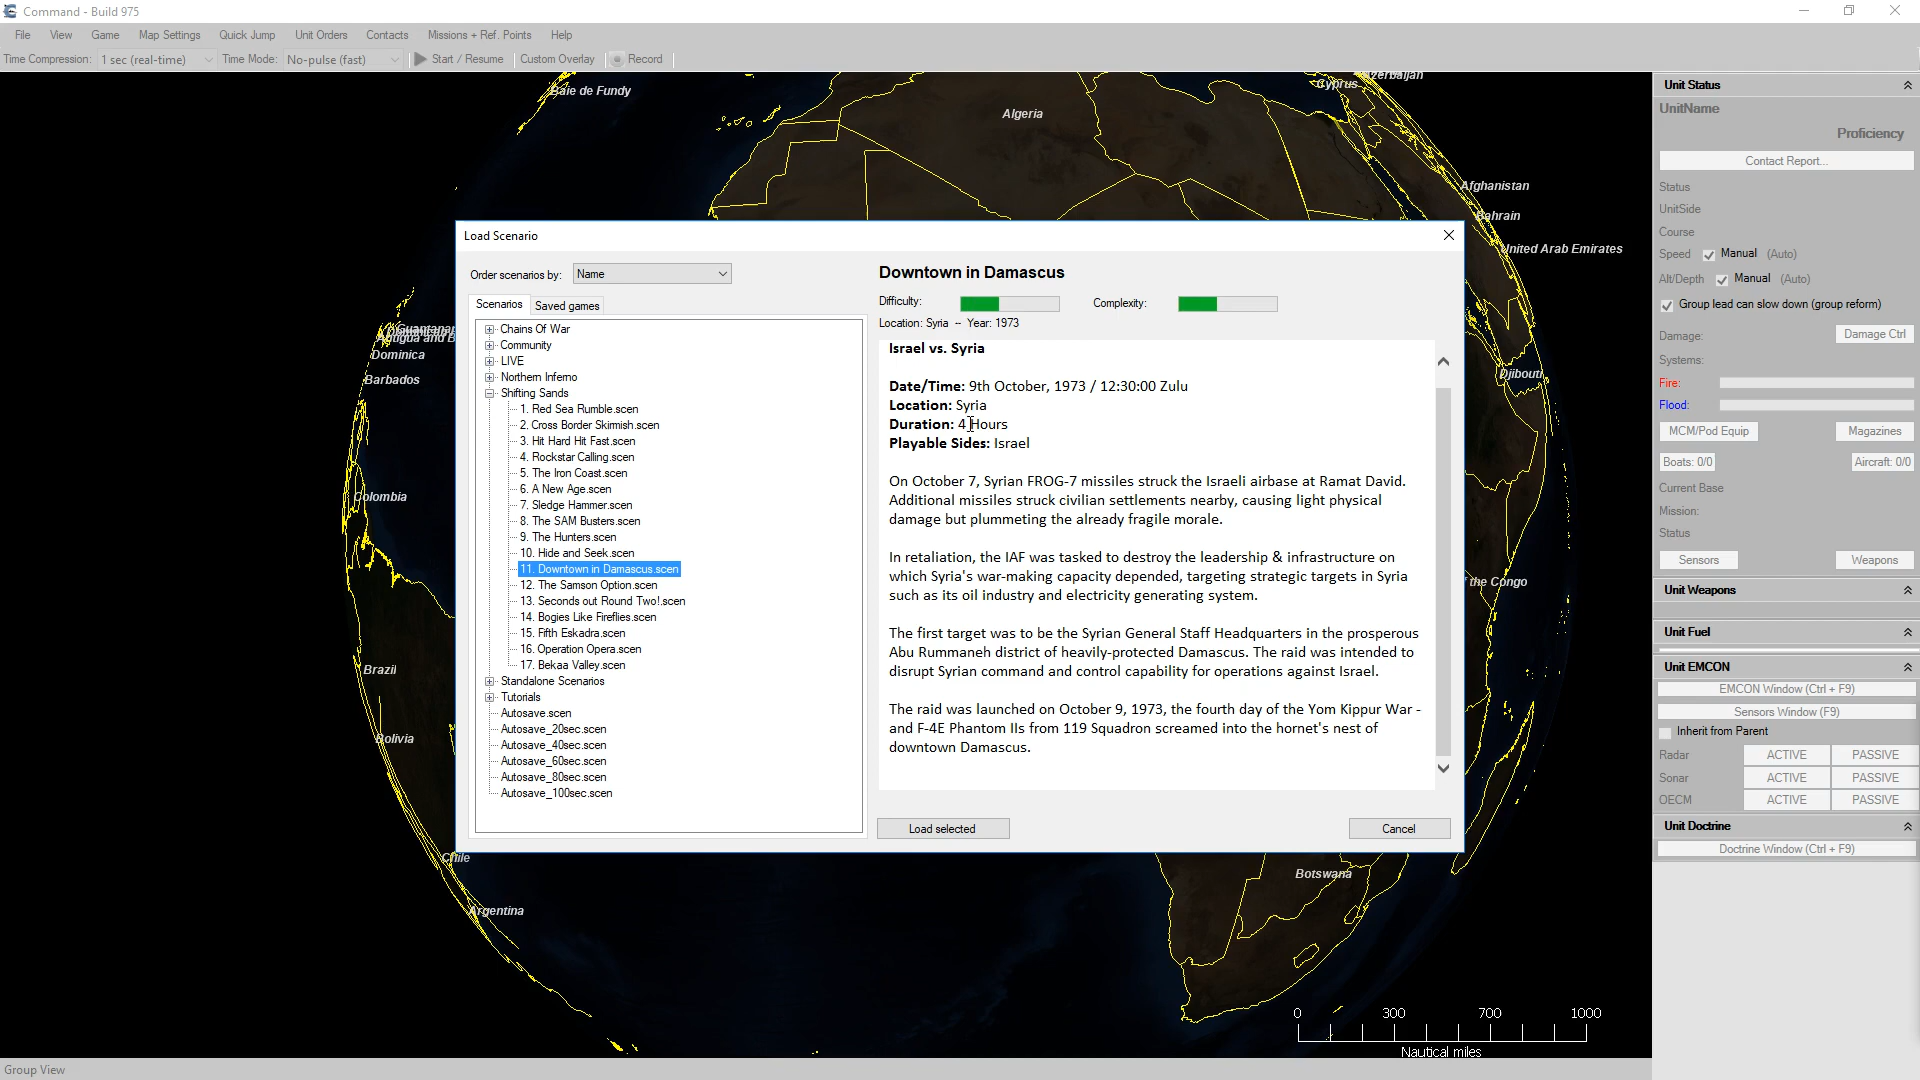 Command - Build 975
File View Game Map Settings Quick Jump Unit Orders Contacts Missions + Ref. Points Help
Time Compression: 1 sec (real-time) Time Mode: No-pulse (fast) Start / Resume Custom Overlay Record
Baie de Fundy
Algeria
Cyprus
Afghanistan
Bahrain
United Arab Emirates
Dominica
Barbados
Colombia
Djibouti
the Congo
Brazil
Bolivia
Chile
Argentina
Botswana
Load Scenario
Order scenarios by: Name
Scenarios Saved games
Chains Of War
Community
LIVE
Northern Inferno
Shifting Sands
1. Red Sea Rumble.scen
2. Cross Border Skirmish.scen
3. Hit Hard Hit Fast.scen
4. Rockstar Calling.scen
5. The Iron Coast.scen
6. A New Age.scen
7. Sledge Hammer.scen
8. The SAM Busters.scen
9. The Hunters.scen
10. Hide and Seek.scen
11. Downtown in Damascus.scen
12. The Samson Option.scen
13. Seconds out Round Two!.scen
14. Bogies Like Fireflies.scen
15. Fifth Eskadra.scen
16. Operation Opera.scen
17. Bekaa Valley.scen
Standalone Scenarios
Tutorials
Autosave.scen
Autosave_20sec.scen
Autosave_40sec.scen
Autosave_60sec.scen
Autosave_80sec.scen
Autosave_100sec.scen
Downtown in Damascus
Difficulty: Complexity:
Location: Syria -- Year: 1973
Israel vs. Syria
Date/Time: 9th October, 1973 / 12:30:00 Zulu
Location: Syria
Duration: 4 Hours
Playable Sides: Israel
On October 7, Syrian FROG-7 missiles struck the Israeli airbase at Ramat David.
Additional missiles struck civilian settlements nearby, causing light physical
damage but plummeting the already fragile morale.
In retaliation, the IAF was tasked to destroy the leadership & infrastructure on
which Syria's war-making capacity depended, targeting strategic targets in Syria
such as its oil industry and electricity generating system.
The first target was to be the Syrian General Staff Headquarters in the prosperous
Abu Rummaneh district of heavily-protected Damascus. The raid was intended to
disrupt Syrian command and control capability for operations against Israel.
The raid was launched on October 9, 1973, the fourth day of the Yom Kippur War -
and F-4E Phantom IIs from 119 Squadron screamed into the hornet's nest of
downtown Damascus.
Load selected Cancel
Unit Status
UnitName
Proficiency
Contact Report...
Status
UnitSide
Course
Speed Manual (Auto)
Alt/Depth Manual (Auto)
Group lead can slow down (group reform)
Damage: Damage Ctrl
Systems:
Fire:
Flood:
MCM/Pod Equip Magazines
Boats: 0/0 Aircraft: 0/0
Current Base
Mission:
Status
Sensors Weapons
Unit Weapons
Unit Fuel
Unit EMCON
EMCON Window (Ctrl + F9)
Sensors Window (F9)
Inherit from Parent
Radar ACTIVE PASSIVE
Sonar ACTIVE PASSIVE
OECM ACTIVE PASSIVE
Unit Doctrine
Doctrine Window (Ctrl + F9)
0 300 700 1000
Nautical miles
Group View